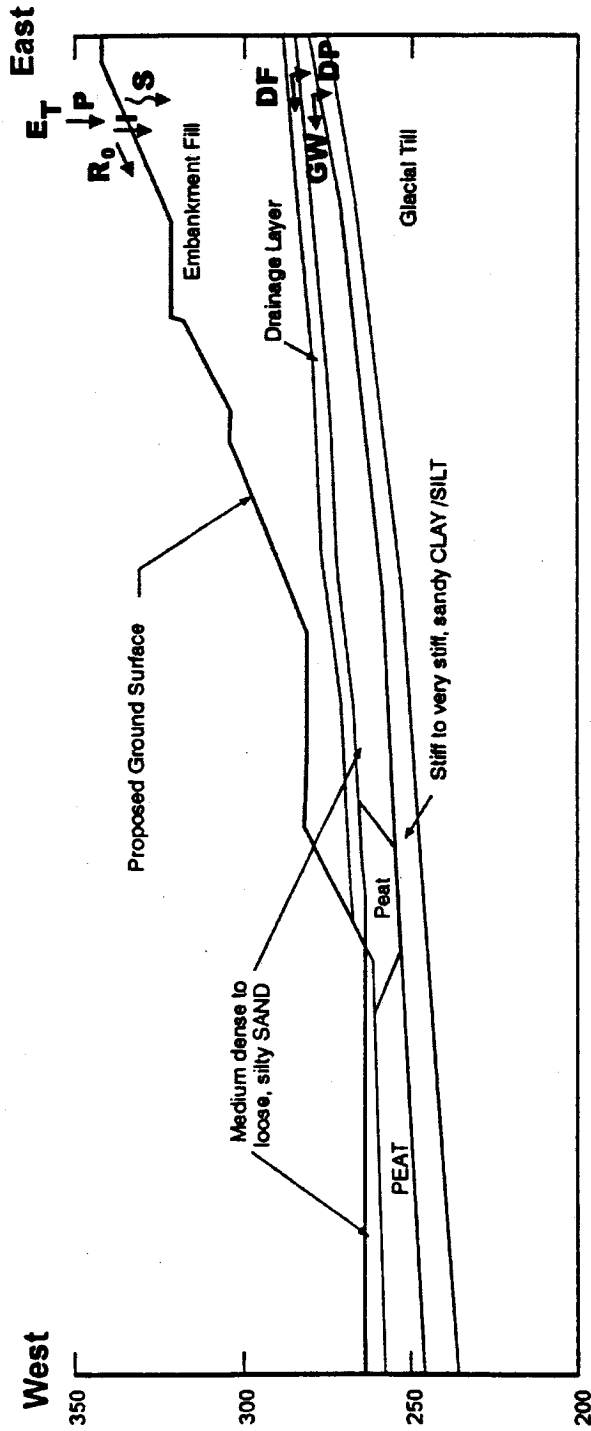 West
East
350
300
250
200
E_T
P
R_0
I
S
Embankment Fill
Proposed Ground Surface
DF
GW
DP
Drainage Layer
Glacial Till
Medium dense to
loose, silty SAND
Peat
PEAT
Stiff to very stiff, sandy CLAY/SILT